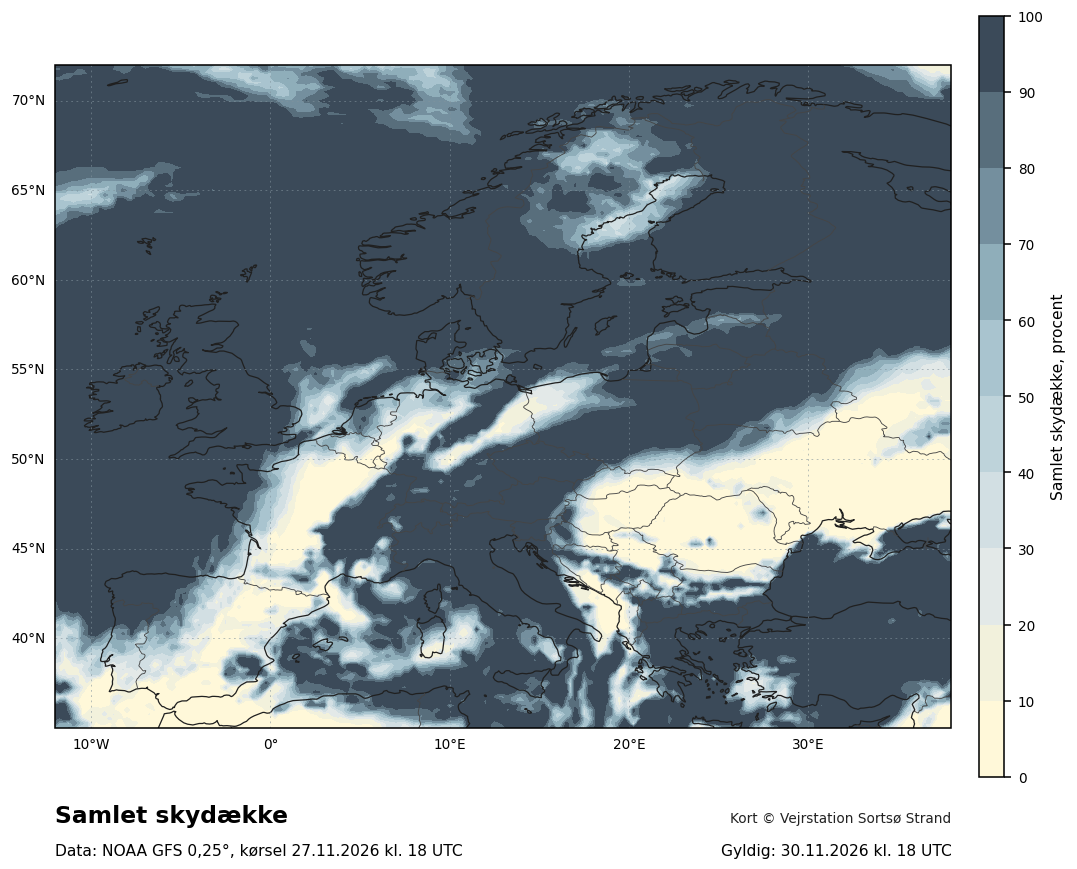 100
90
80
70
60
50
40
30
20
10
0
Samlet skydække, procent
70°N
65°N
60°N
55°N
50°N
45°N
40°N
10°W
0°
10°E
20°E
30°E
Samlet skydække
Kort © Vejrstation Sortsø Strand
Data: NOAA GFS 0,25°, kørsel 27.11.2026 kl. 18 UTC
Gyldig: 30.11.2026 kl. 18 UTC